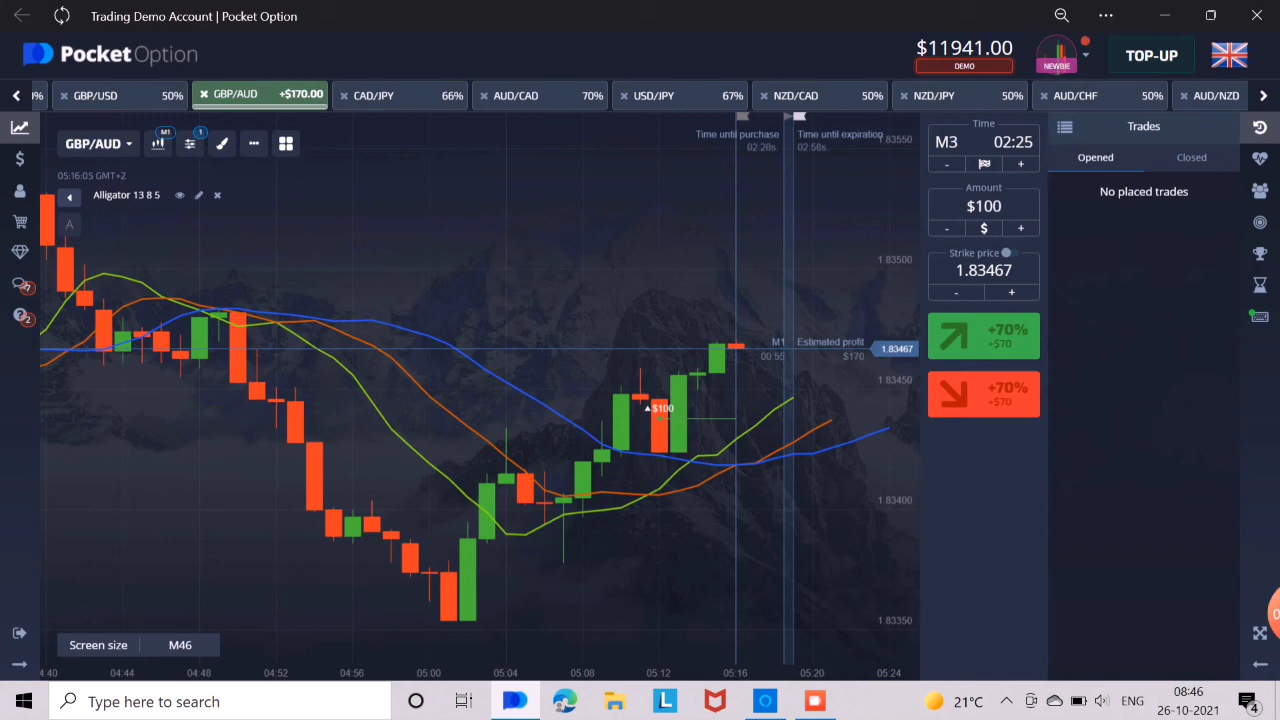 Trading Demo Account | Pocket Option
PocketOption
$11941.00
DEMO
NEWBIE
TOP-UP
0%
GBP/USD 50%
GBP/AUD +$170.00
CAD/JPY 66%
AUD/CAD 70%
USD/JPY 67%
NZD/CAD 50%
NZD/JPY 50%
AUD/CHF 50%
AUD/NZD
GBP/AUD
M1
1
05:16:05 GMT+2
Alligator 13 8 5
A
Time until purchase
02:28s.
Time until expiration
02:56s.
1.83550
1.83500
1.83450
1.83400
1.83350
M1
00:56
Estimated profit
$170
1.83467
$100
Time
M3 02:25
- +
Amount
$100
- $ +
Strike price
1.83467
- +
+70%
+$70
+70%
+$70
Trades
Opened Closed
No placed trades
7
2
Screen size M46
4:40 04:44 04:48 04:52 04:56 05:00 05:04 05:08 05:12 05:16 05:20 05:24
Type here to search
L
21°C
ENG
08:46
26-10-2021
4